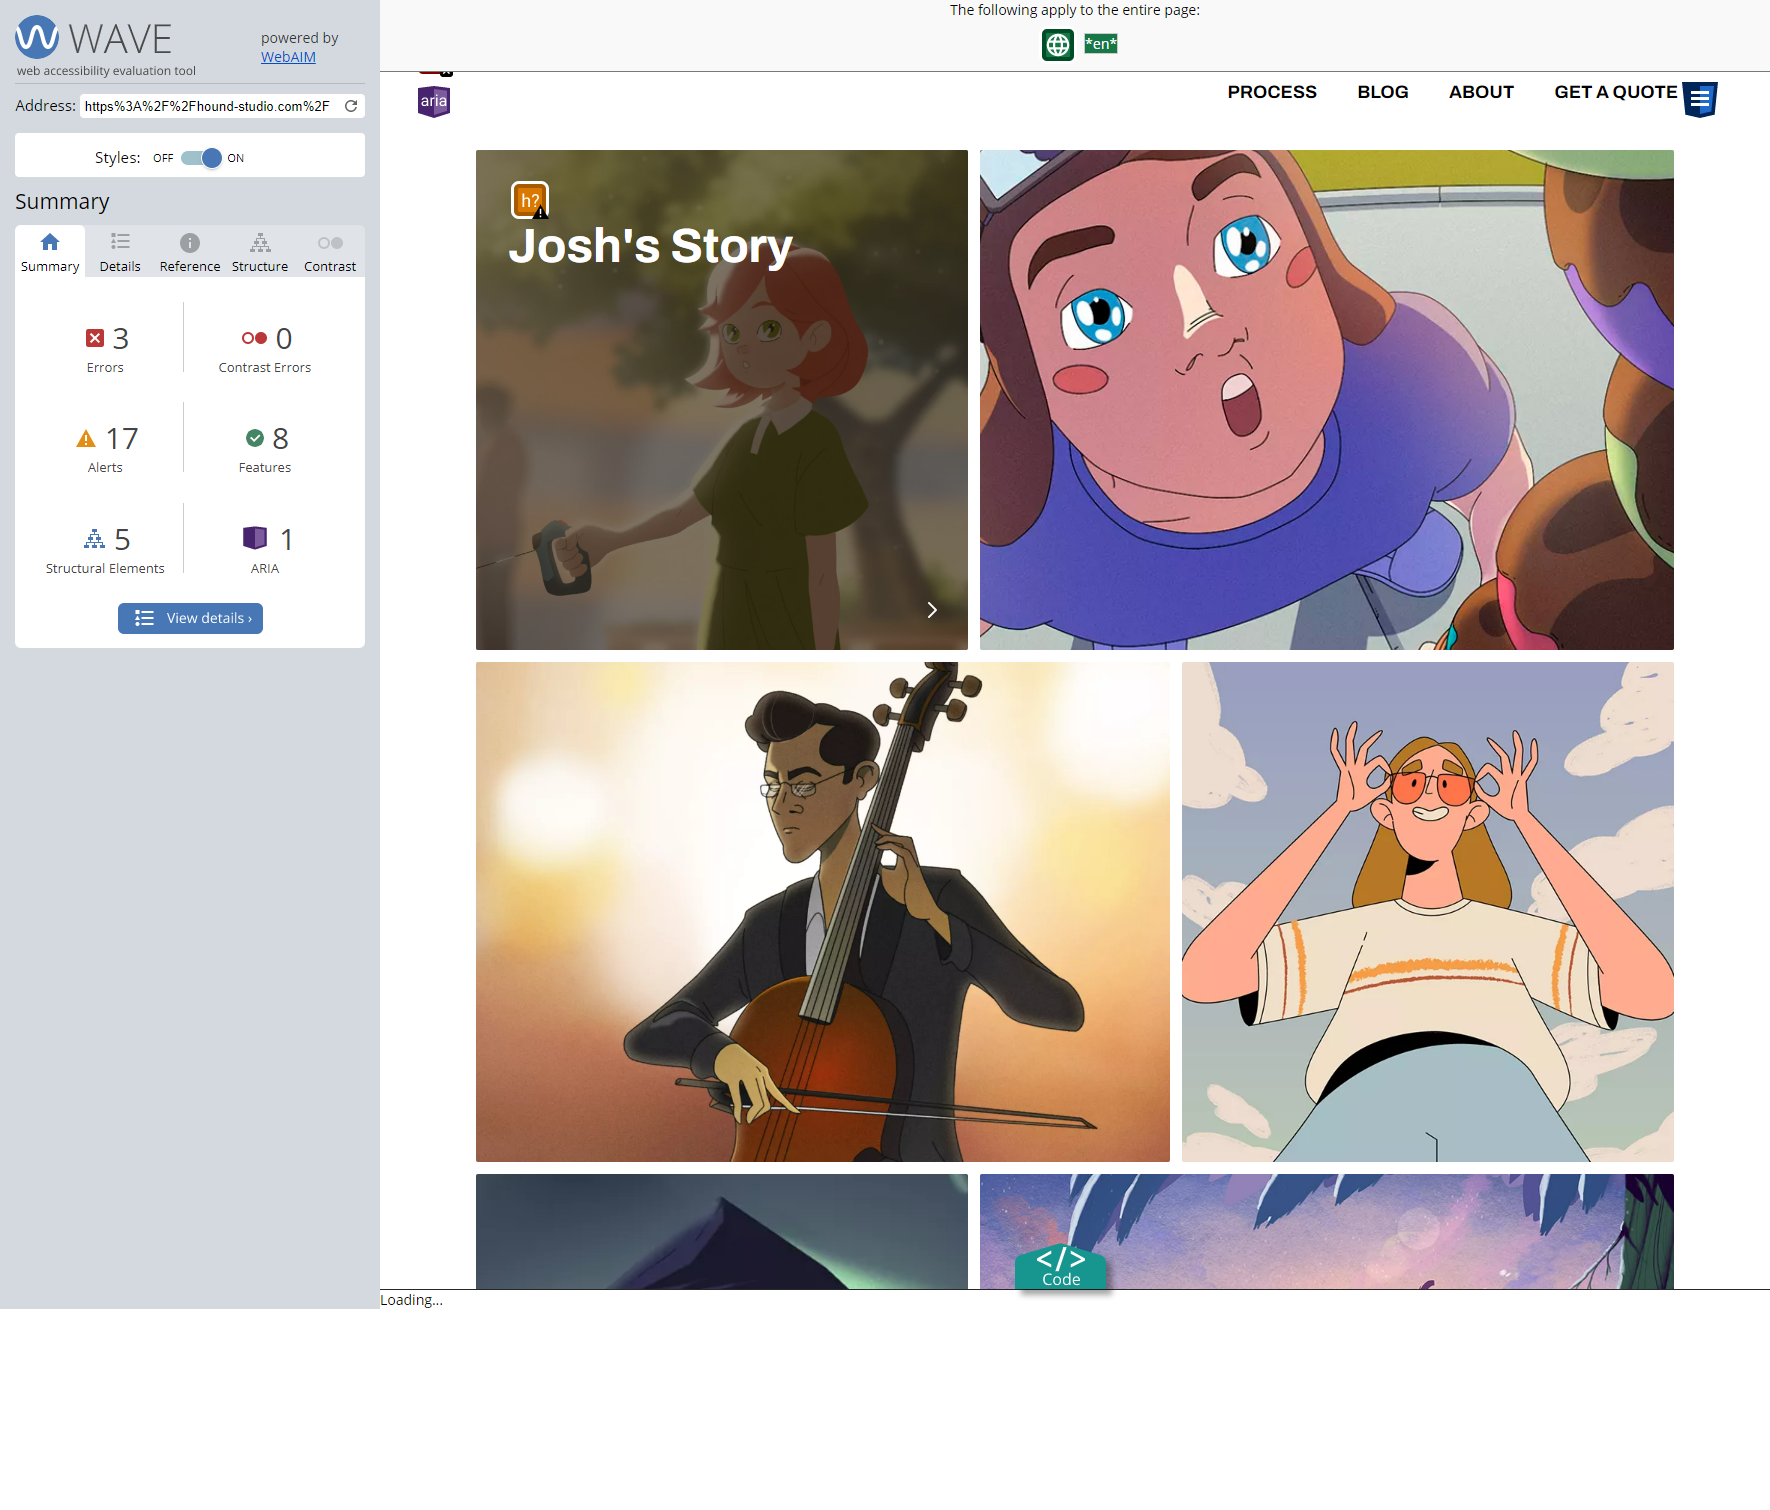 WAVE
powered by
WebAIM
web accessibility evaluation tool
Address: https%3A%2F%2Fhound-studio.com%2F
Styles: OFF ON
Summary
Summary Details Reference Structure Contrast
3
Errors
0
Contrast Errors
17
Alerts
8
Features
5
Structural Elements
1
ARIA
View details ›
The following apply to the entire page:
*en*
aria
PROCESS BLOG ABOUT GET A QUOTE
h?
Josh's Story
</>
Code
Loading...